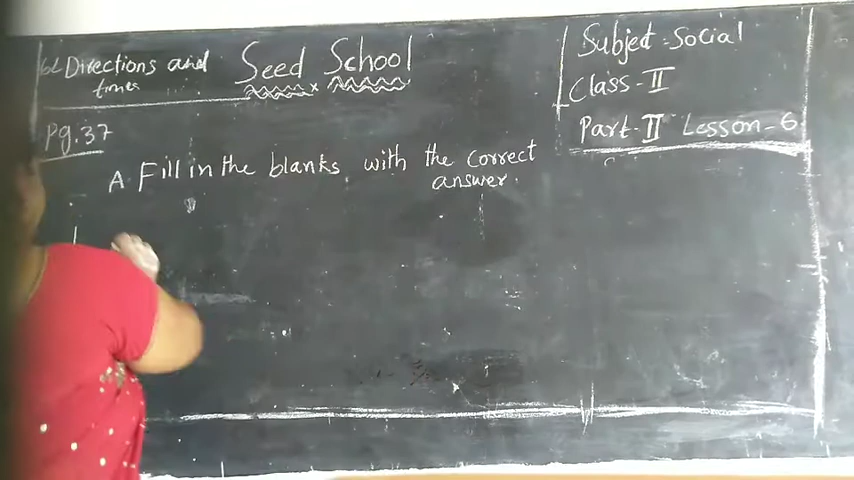 6. Directions and
times
Seed School
Subject - Social
Class - II
Part - II Lesson - 6
Pg. 37
A Fill in the blanks with the correct
answer.